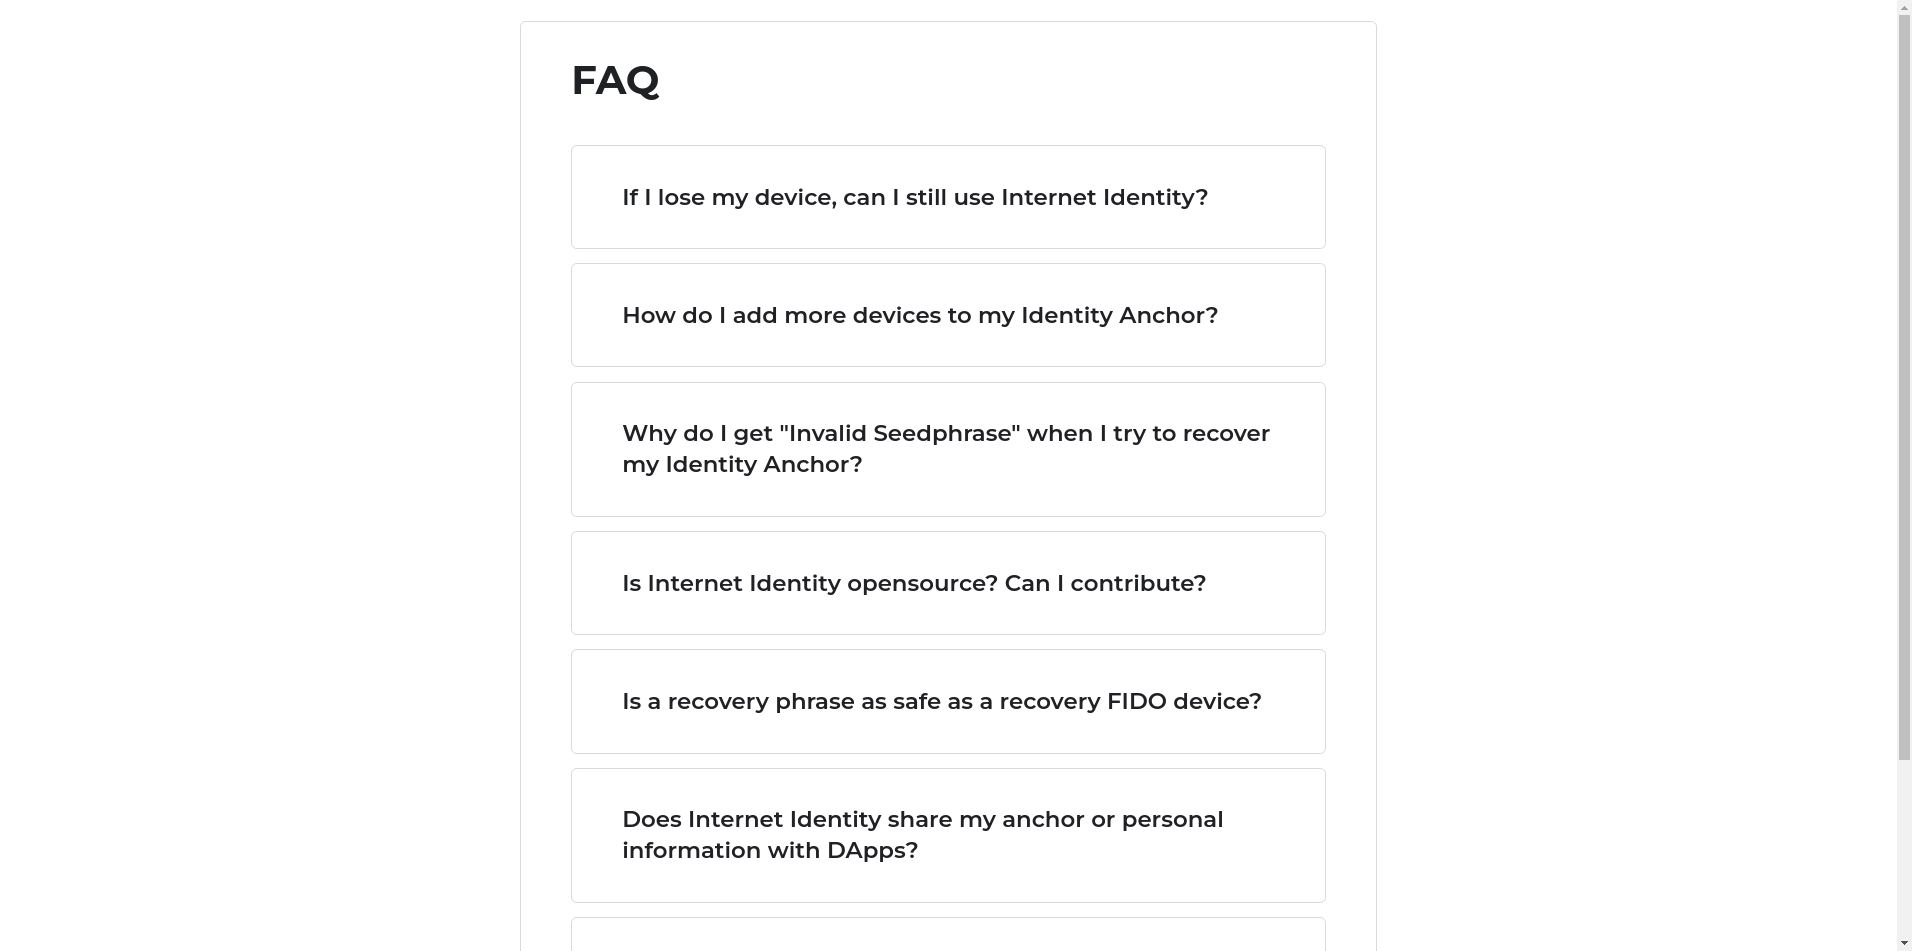 FAQ
If I lose my device, can I still use Internet Identity?
How do I add more devices to my Identity Anchor?
Why do I get "Invalid Seedphrase" when I try to recover
my Identity Anchor?
Is Internet Identity opensource? Can I contribute?
Is a recovery phrase as safe as a recovery FIDO device?
Does Internet Identity share my anchor or personal
information with DApps?